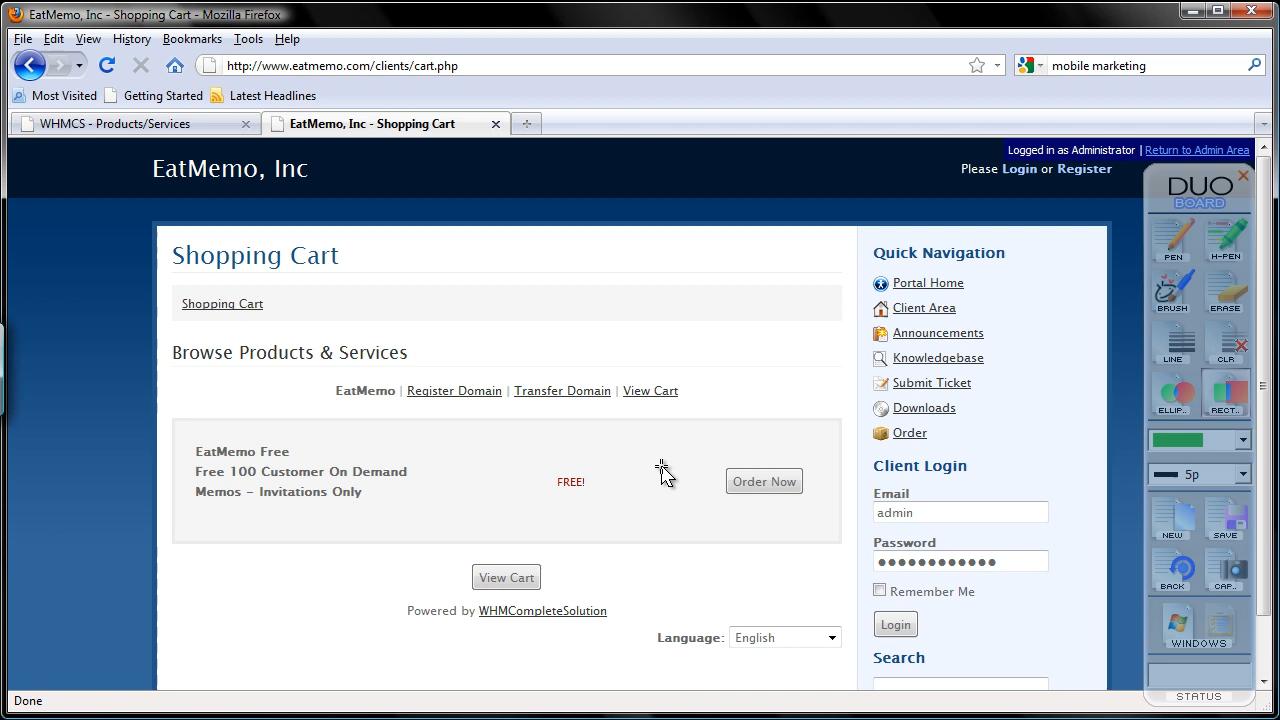 EatMemo, Inc - Shopping Cart - Mozilla Firefox
File Edit View History Bookmarks Tools Help
http://www.eatmemo.com/clients/cart.php
mobile marketing
Most Visited Getting Started Latest Headlines
WHMCS - Products/Services
EatMemo, Inc - Shopping Cart
Logged in as Administrator | Return to Admin Area
EatMemo, Inc
Please Login or Register
Shopping Cart
Shopping Cart
Browse Products & Services
EatMemo | Register Domain | Transfer Domain | View Cart
EatMemo Free
Free 100 Customer On Demand
Memos - Invitations Only
FREE!
Order Now
View Cart
Powered by WHMCompleteSolution
Language: English
Quick Navigation
Portal Home
Client Area
Announcements
Knowledgebase
Submit Ticket
Downloads
Order
Client Login
Email
admin
Password
●●●●●●●●●●●●
Remember Me
Login
Search
DUO
BOARD
PEN H-PEN
BRUSH ERASE
LINE CLR
ELLIP.. RECT..
5p
NEW SAVE
BACK CAP..
WINDOWS
STATUS
Done